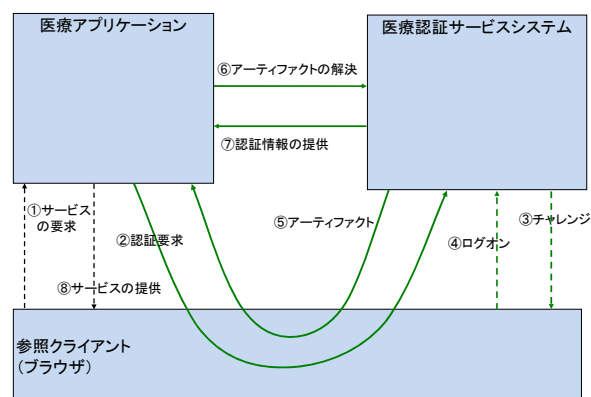 医療アプリケーション
医療認証サービスシステム
⑥アーティファクトの解決
⑦認証情報の提供
①サービス
の要求
②認証要求
⑤アーティファクト
③チャレンジ
④ログオン
⑧サービスの提供
参照クライアント
(ブラウザ)